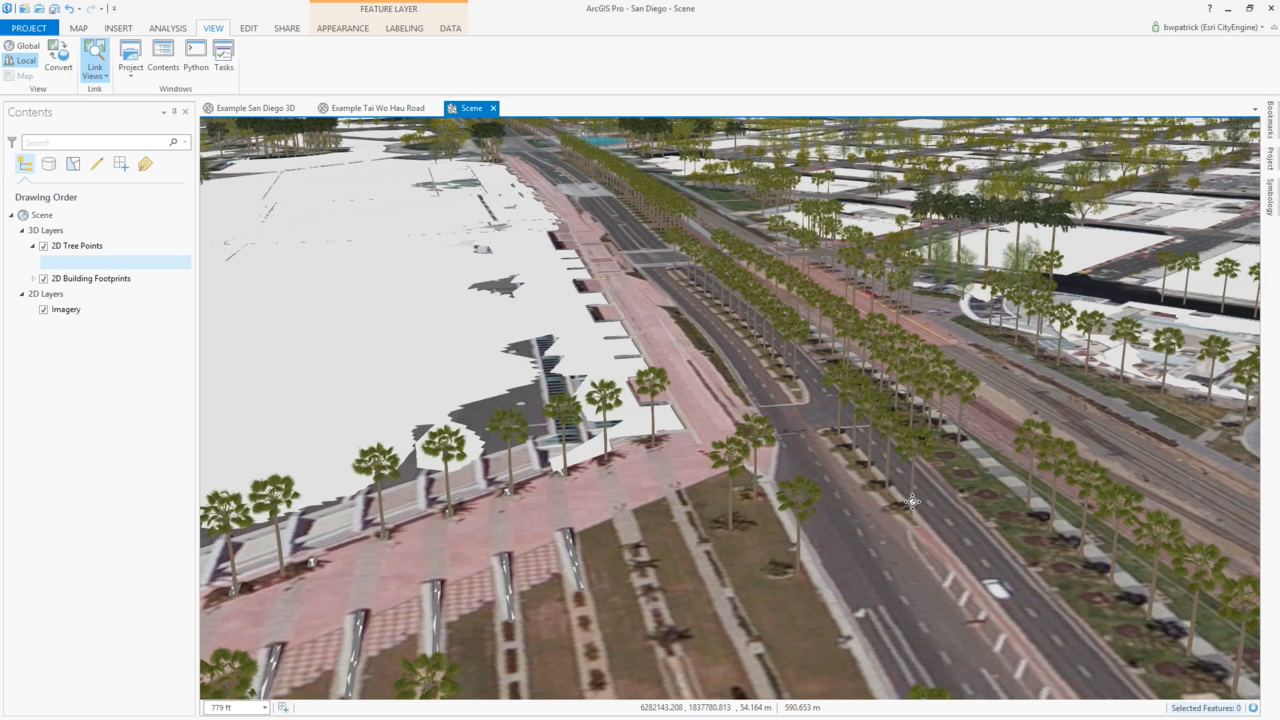 FEATURE LAYER
ArcGIS Pro - San Diego - Scene
PROJECT MAP INSERT ANALYSIS VIEW EDIT SHARE APPEARANCE LABELING DATA
bwpatrick (Esri CityEngine)
Global
Local
Map
Convert
Link Views
Project
Contents
Python
Tasks
View
Link
Windows
Contents
Example San Diego 3D
Example Tai Wo Hau Road
Scene
Search
Drawing Order
Scene
3D Layers
2D Tree Points
2D Building Footprints
2D Layers
Imagery
Bookmarks
Project
Symbology
779 ft
6282143.208 , 1837780.813 , 54.164 m
590.653 m
Selected Features: 0